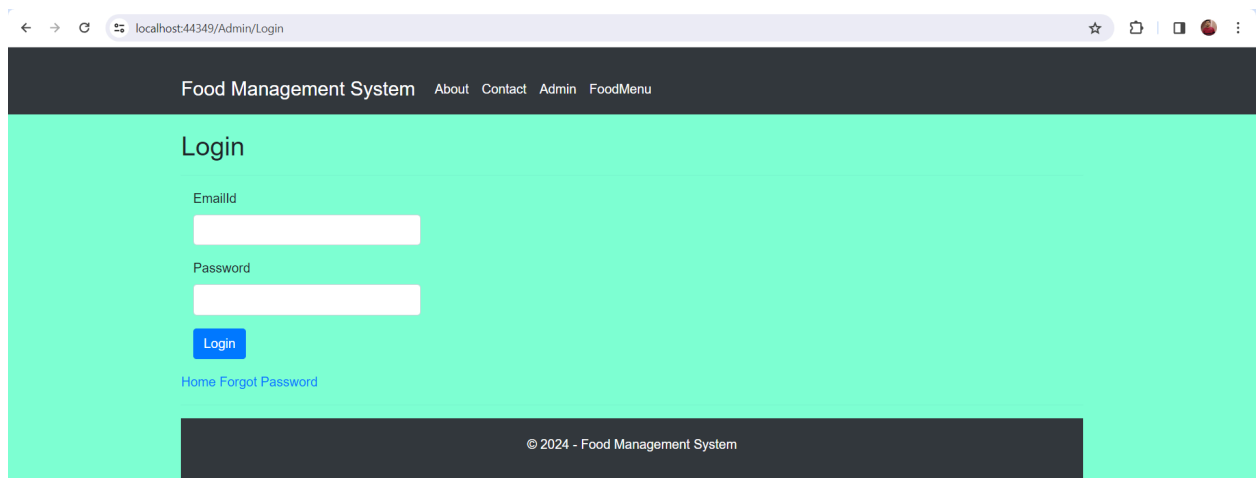 localhost:44349/Admin/Login
Food Management System About Contact Admin FoodMenu
Login
EmailId
Password
Login
Home Forgot Password
© 2024 - Food Management System